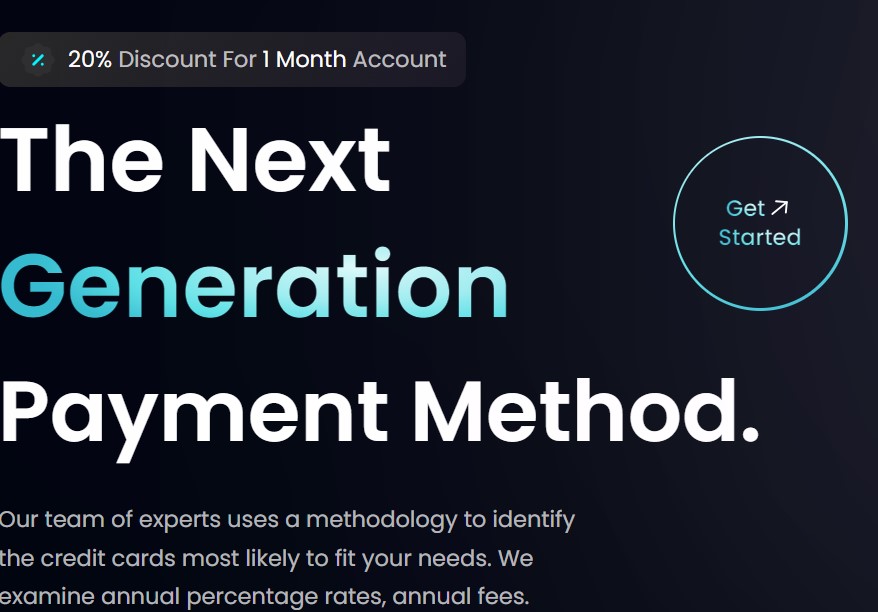 20% Discount For 1 Month Account
The Next
Generation
Payment Method.
Get
Started
Our team of experts uses a methodology to identify
the credit cards most likely to fit your needs. We
examine annual percentage rates, annual fees.